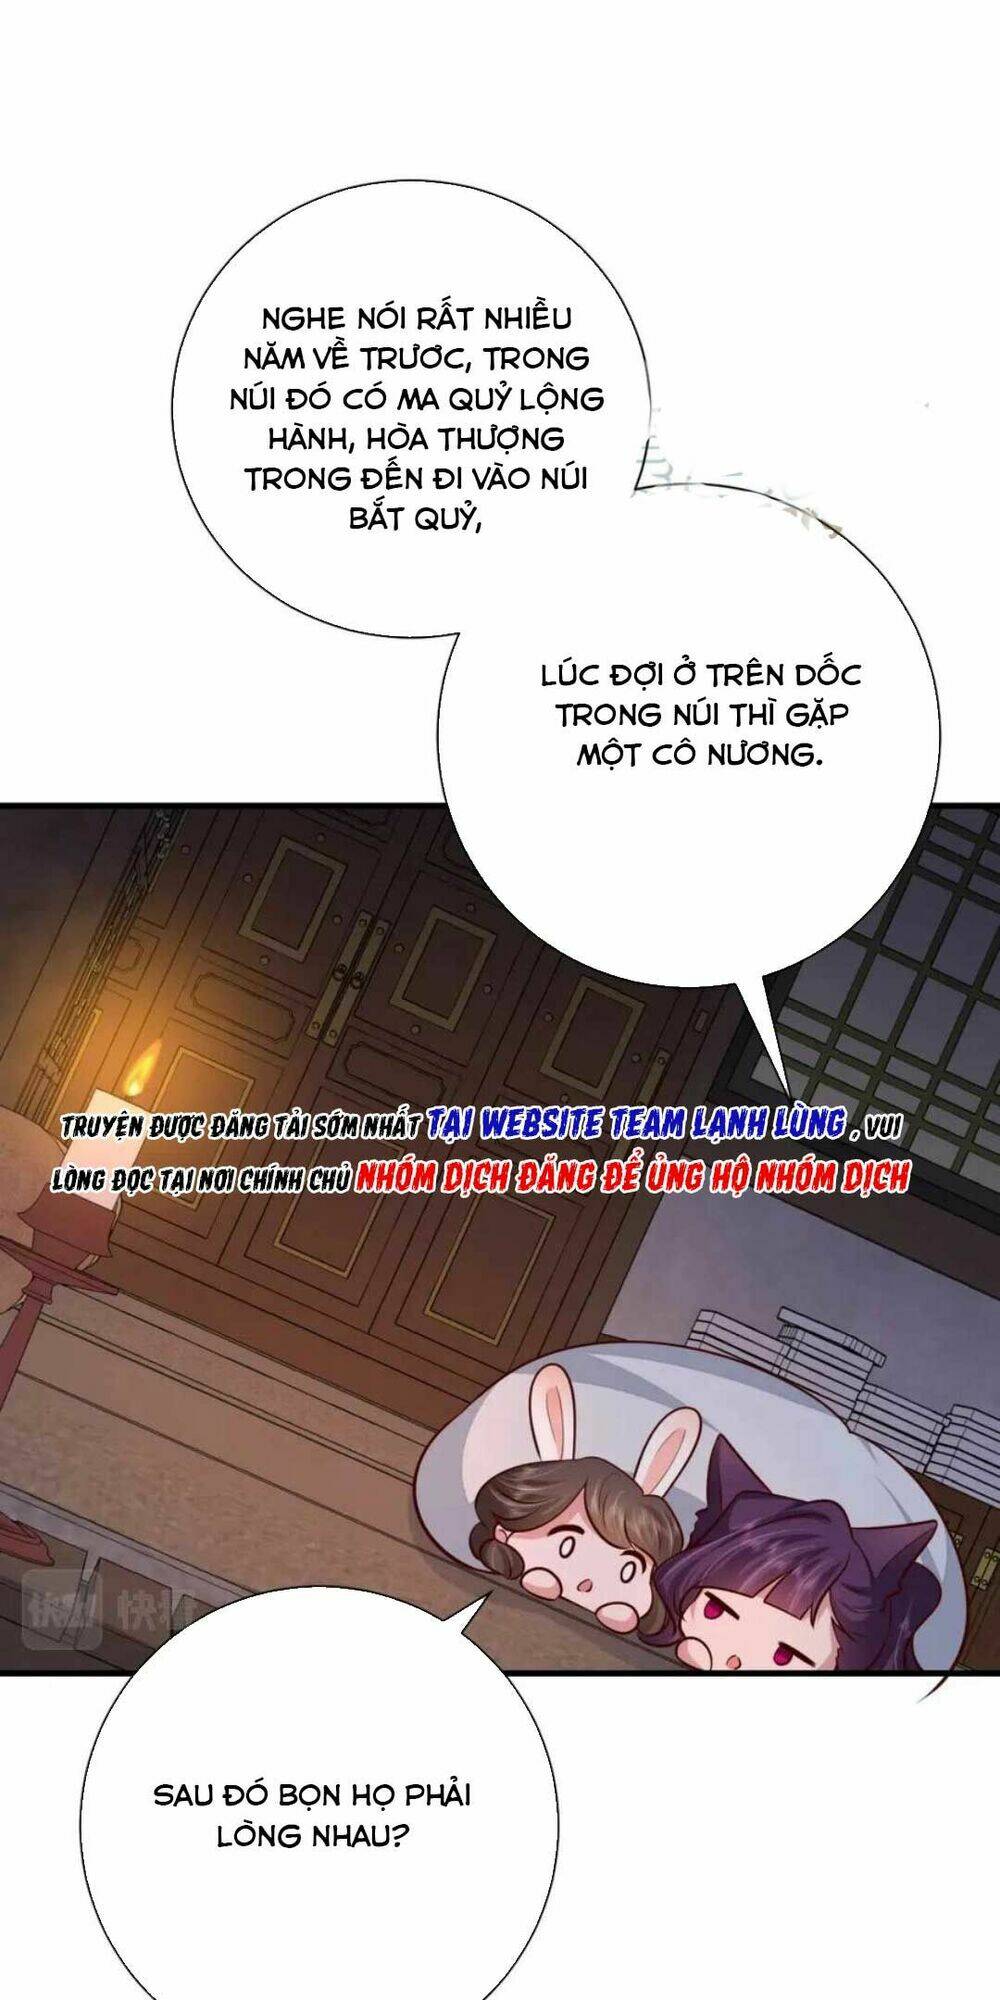 NGHE NÓI RẤT NHIỀU
NĂM VỀ TRƯƠC, TRONG
NÚI ĐÓ CÓ MA QUỶ LỘNG
HÀNH, HÒA THƯỢNG
TRONG ĐẾN ĐI VÀO NÚI
BẮT QUỶ,
LÚC ĐỢI Ở TRÊN DỐC
TRONG NÚI THÌ GẶP
MỘT CÔ NƯƠNG.
TRUYỆN ĐƯỢC ĐĂNG TẢI SỚM NHẤT TẠI WEBSITE TEAM LẠNH LÙNG , VUI
LÒNG ĐỌC TẠI NƠI CHÍNH CHỦ NHÓM DỊCH ĐĂNG ĐỂ ỦNG HỘ NHÓM DỊCH
SAU ĐÓ BỌN HỌ PHẢI
LÒNG NHAU?